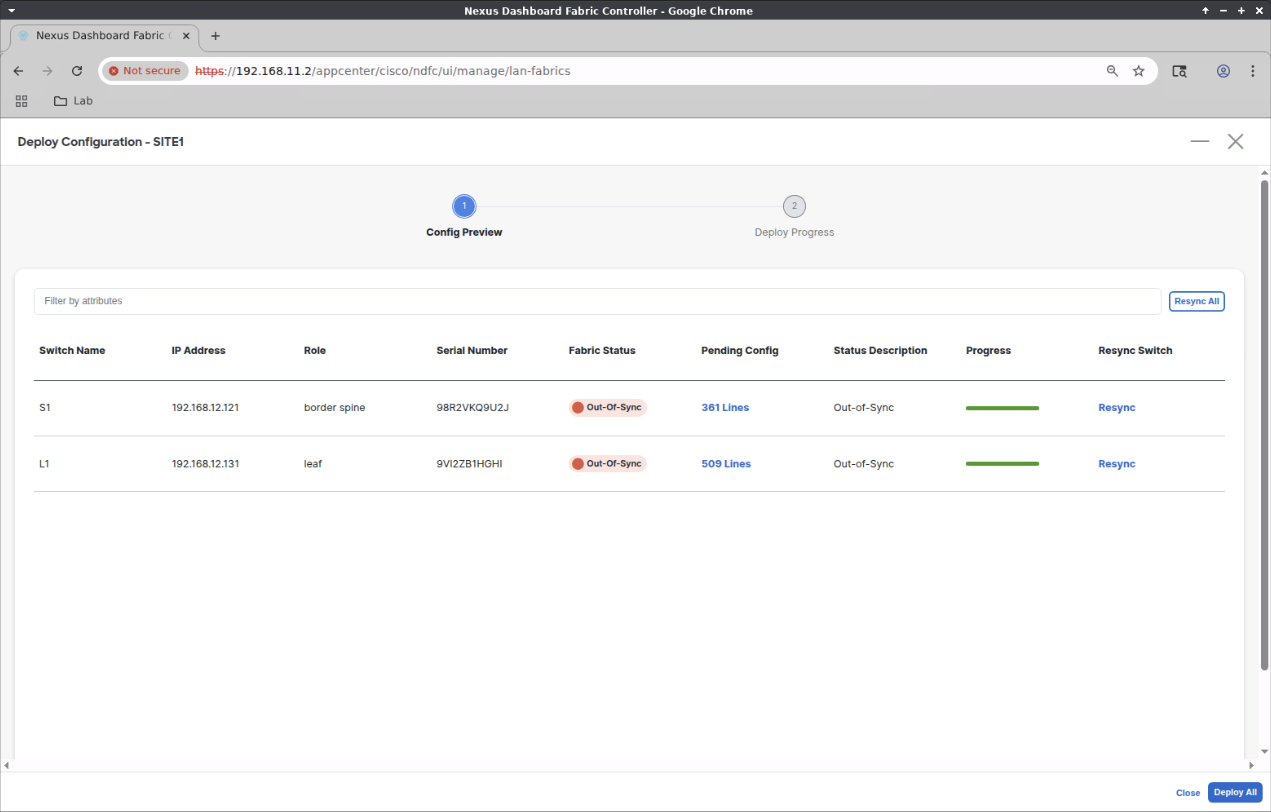 Nexus Dashboard Fabric Controller - Google Chrome
Nexus Dashboard Fabric
Not secure https://192.168.11.2/appcenter/cisco/ndfc/ui/manage/lan-fabrics
Lab
Deploy Configuration - SITE1
1 2
Config Preview Deploy Progress
Filter by attributes Resync All
Switch Name IP Address Role Serial Number Fabric Status Pending Config Status Description Progress Resync Switch
S1 192.168.12.121 border spine 98R2VKQ9U2J Out-Of-Sync 361 Lines Out-of-Sync Resync
L1 192.168.12.131 leaf 9VI2ZB1HGHI Out-Of-Sync 509 Lines Out-of-Sync Resync
Close Deploy All